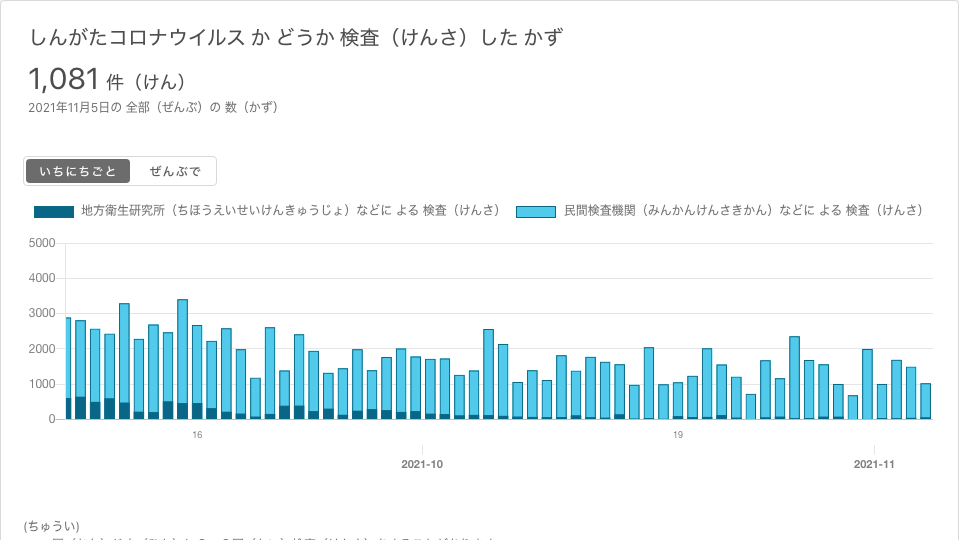 しんがたコロナウイルス か どうか 検査（けんさ）した かず
1,081 件（けん）
2021年11月5日の 全部（ぜんぶ）の 数（かず）
いちにちごと ぜんぶで
地方衛生研究所（ちほうえいせいけんきゅうじょ）などに よる 検査（けんさ） 民間検査機関（みんかんけんさきかん）などに よる 検査（けんさ）
5000
4000
3000
2000
1000
0
16 19
2021-10 2021-11
(ちゅうい)